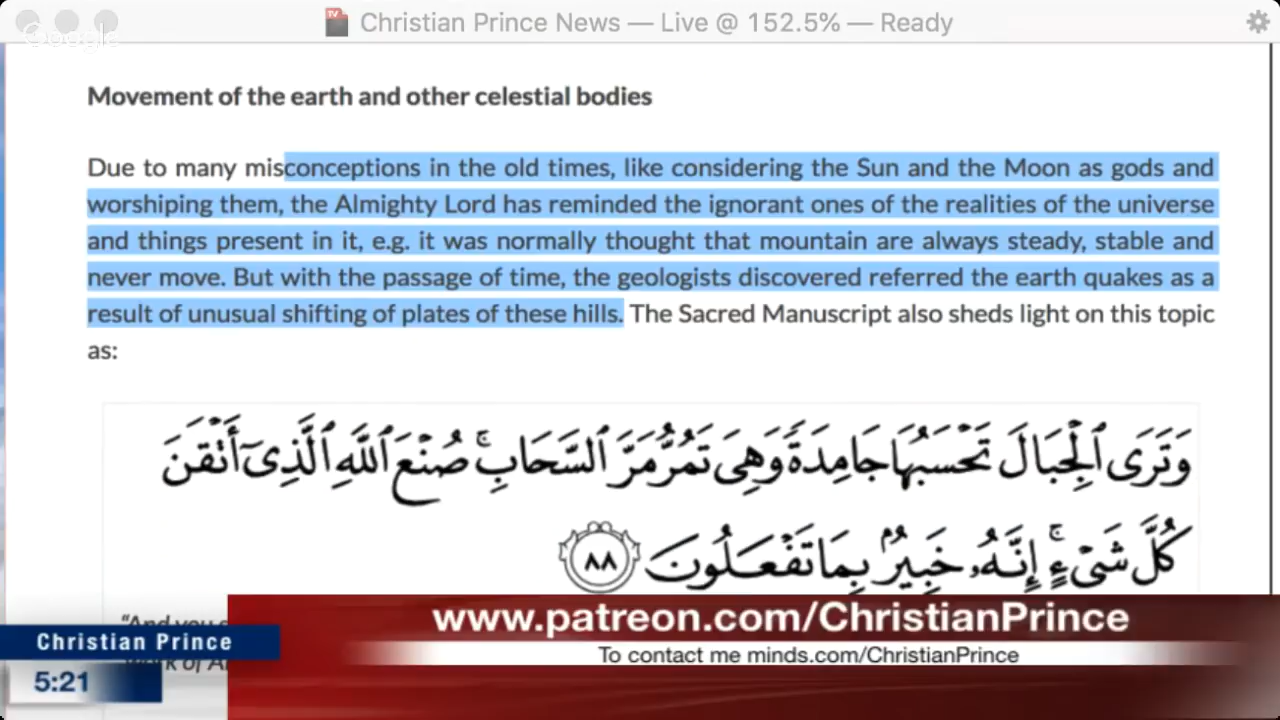 Christian Prince News — Live @ 152.5% — Ready
Google
Movement of the earth and other celestial bodies
Due to many misconceptions in the old times, like considering the Sun and the Moon as gods and
worshiping them, the Almighty Lord has reminded the ignorant ones of the realities of the universe
and things present in it, e.g. it was normally thought that mountain are always steady, stable and
never move. But with the passage of time, the geologists discovered referred the earth quakes as a
result of unusual shifting of plates of these hills. The Sacred Manuscript also sheds light on this topic
as:
وَتَرَى ٱلْجِبَالَ تَحْسَبُهَا جَامِدَةً وَهِىَ تَمُرُّ مَرَّ ٱلسَّحَابِ ۚ صُنْعَ ٱللَّهِ ٱلَّذِىٓ أَتْقَنَ
كُلَّ شَىْءٍ ۚ إِنَّهُۥ خَبِيرٌۢ بِمَا تَفْعَلُونَ ٨٨
"And you
work of
www.patreon.com/ChristianPrince
Christian Prince
To contact me minds.com/ChristianPrince
5:21